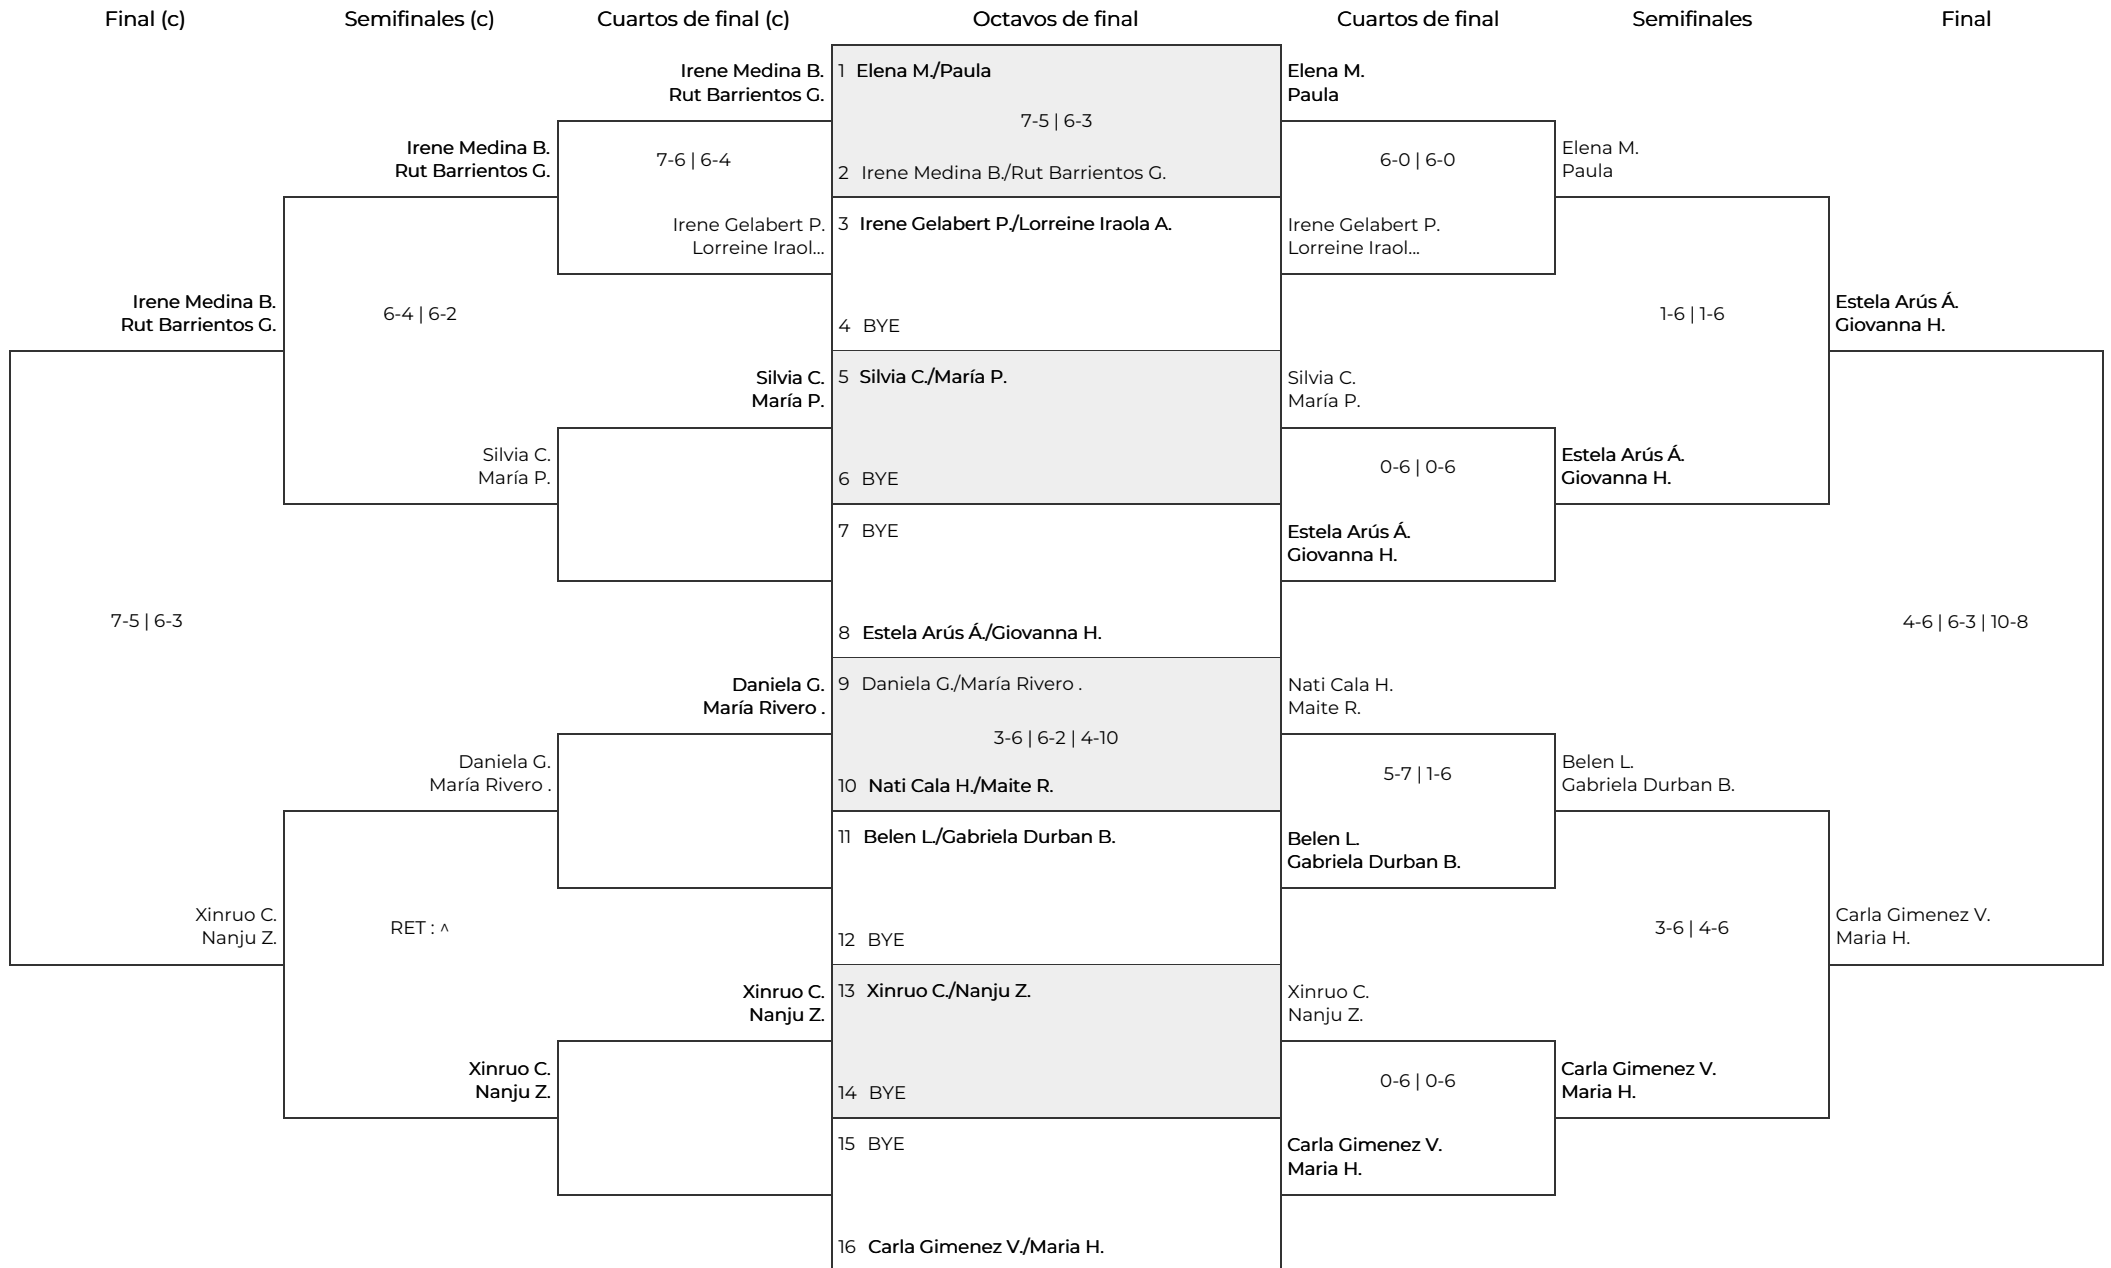 Final (c) Semifinales (c) Cuartos de final (c) Octavos de final Cuartos de final Semifinales Final
Irene Medina B. 1 Elena M./Paula Elena M.
Rut Barrientos G. Paula
7-5 | 6-3
Irene Medina B. Elena M.
7-6 | 6-4 6-0 | 6-0
Rut Barrientos G. 2 Irene Medina B./Rut Barrientos G. Paula
Irene Gelabert P. 3 Irene Gelabert P./Lorreine Iraola A. Irene Gelabert P.
Lorreine Iraol... Lorreine Iraol...
Irene Medina B. Estela Arús Á.
6-4 | 6-2 1-6 | 1-6
Rut Barrientos G. 4 BYE Giovanna H.
Silvia C. 5 Silvia C./María P. Silvia C.
María P. María P.
Silvia C. Estela Arús Á.
0-6 | 0-6
María P. 6 BYE Giovanna H.
7 BYE Estela Arús Á.
Giovanna H.
7-5 | 6-3 4-6 | 6-3 | 10-8
8 Estela Arús Á./Giovanna H.
Daniela G. 9 Daniela G./María Rivero . Nati Cala H.
María Rivero . Maite R.
3-6 | 6-2 | 4-10
Daniela G. Belen L.
5-7 | 1-6
María Rivero . 10 Nati Cala H./Maite R. Gabriela Durban B.
11 Belen L./Gabriela Durban B. Belen L.
Gabriela Durban B.
Xinruo C. Carla Gimenez V.
RET : ^ 3-6 | 4-6
Nanju Z. 12 BYE Maria H.
Xinruo C. 13 Xinruo C./Nanju Z. Xinruo C.
Nanju Z. Nanju Z.
Xinruo C. Carla Gimenez V.
0-6 | 0-6
Nanju Z. 14 BYE Maria H.
15 BYE Carla Gimenez V.
Maria H.
16 Carla Gimenez V./Maria H.